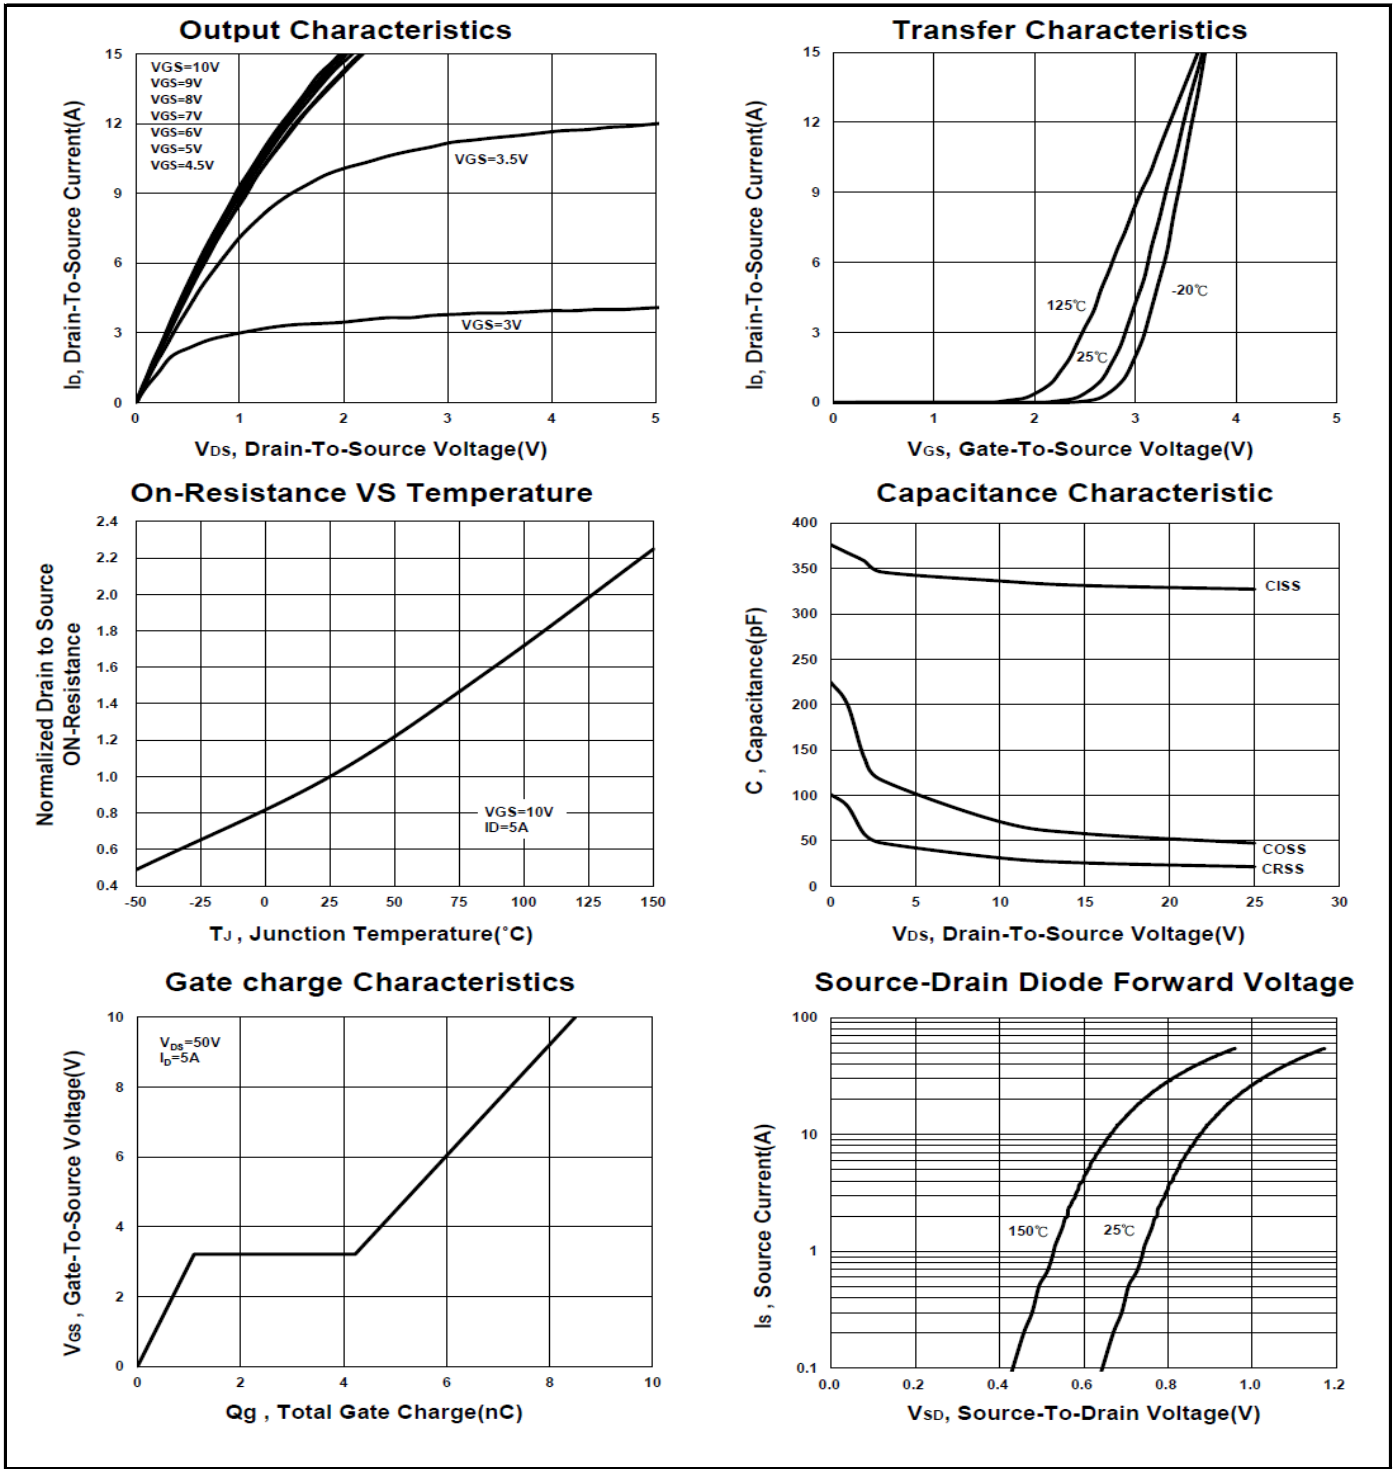 Output Characteristics
15
12
9
6
3
0
0 1 2 3 4 5
VGS=10V
VGS=9V
VGS=8V
VGS=7V
VGS=6V
VGS=5V
VGS=4.5V
VGS=3.5V
VGS=3V
ID, Drain-To-Source Current(A)
VDS, Drain-To-Source Voltage(V)
Transfer Characteristics
15
12
9
6
3
0
0 1 2 3 4 5
125℃
25℃
-20℃
ID, Drain-To-Source Current(A)
VGS, Gate-To-Source Voltage(V)
On-Resistance VS Temperature
2.4
2.2
2.0
1.8
1.6
1.4
1.2
1.0
0.8
0.6
0.4
-50 -25 0 25 50 75 100 125 150
VGS=10V
ID=5A
Normalized Drain to Source
ON-Resistance
TJ , Junction Temperature(°C)
Capacitance Characteristic
400
350
300
250
200
150
100
50
0
0 5 10 15 20 25 30
CISS
COSS
CRSS
C , Capacitance(pF)
VDS, Drain-To-Source Voltage(V)
Gate charge Characteristics
10
8
6
4
2
0
0 2 4 6 8 10
VDS=50V
ID=5A
VGS , Gate-To-Source Voltage(V)
Qg , Total Gate Charge(nC)
Source-Drain Diode Forward Voltage
100
10
1
0.1
0.0 0.2 0.4 0.6 0.8 1.0 1.2
150℃
25℃
IS , Source Current(A)
VSD, Source-To-Drain Voltage(V)